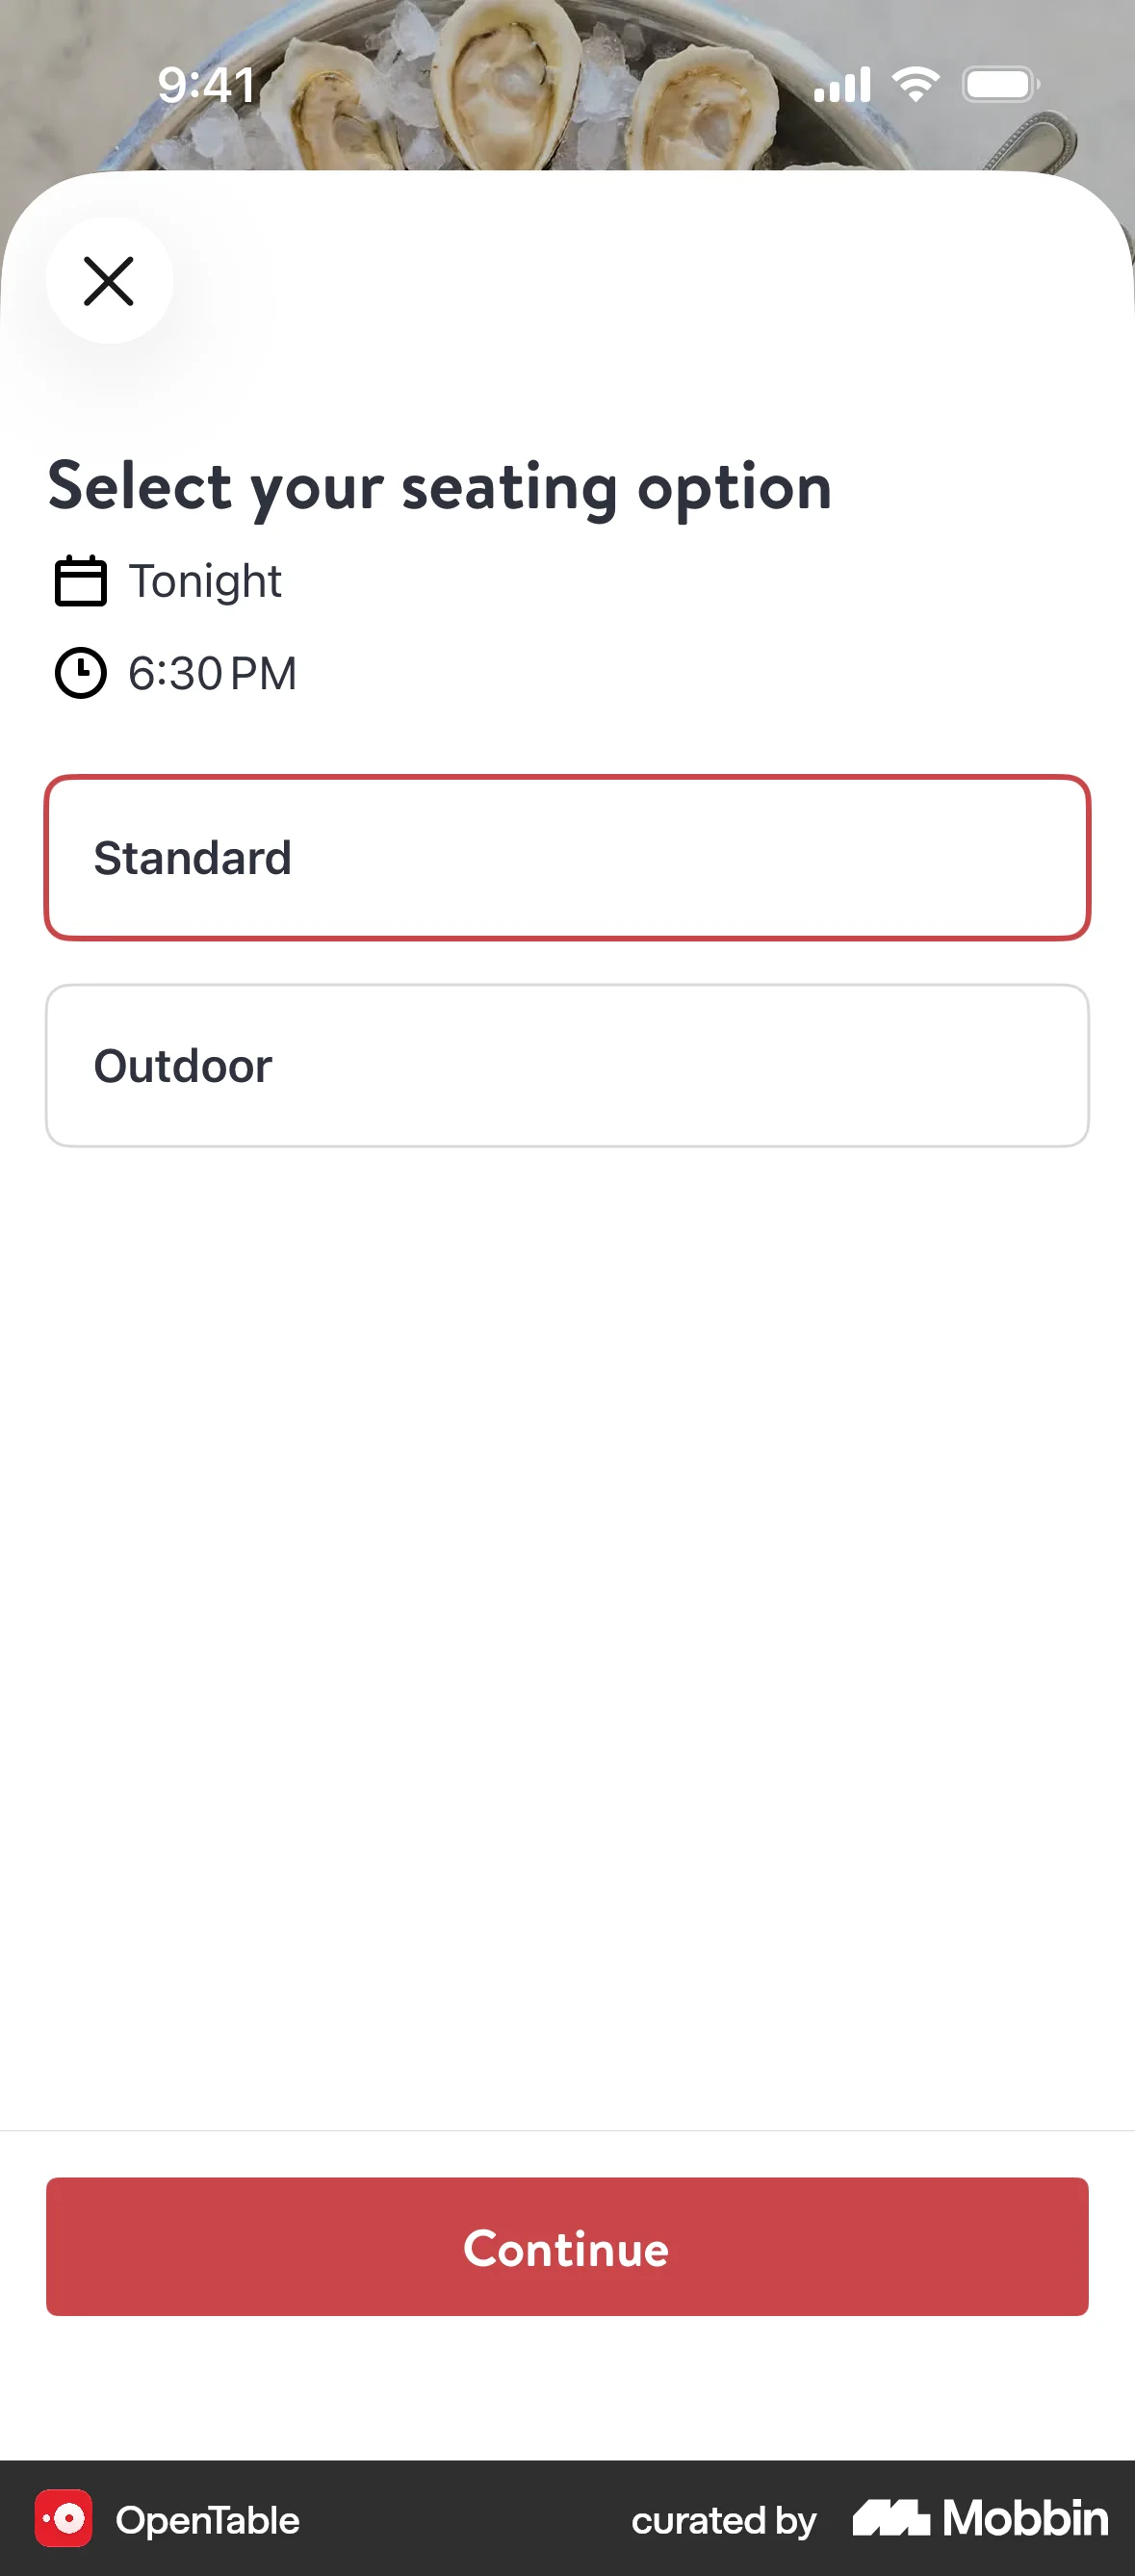 9:41
Select your seating option
Tonight
6:30 PM
Standard
Outdoor
Continue
OpenTable
curated by Mobbin